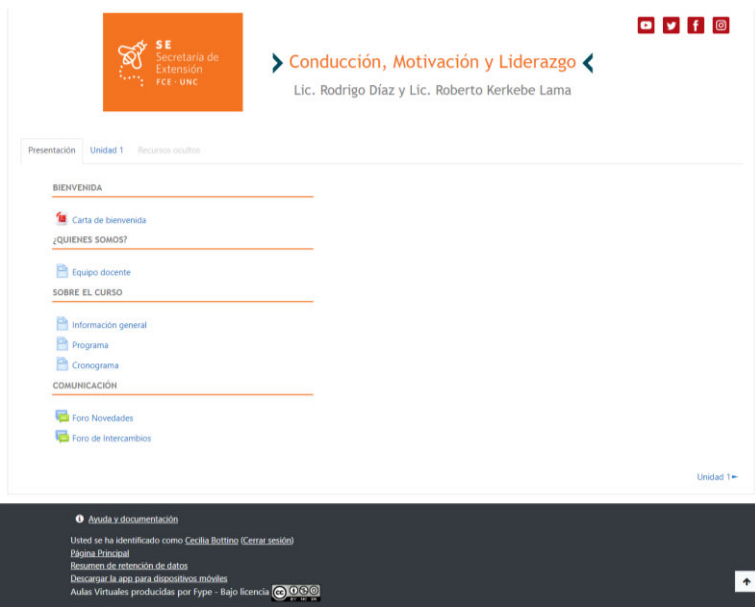 SE
Secretaría de
Extensión
FCE - UNC
Conducción, Motivación y Liderazgo
Lic. Rodrigo Díaz y Lic. Roberto Kerkebe Lama
Presentación Unidad 1 Recursos ocultos
BIENVENIDA
Carta de bienvenida
¿QUIENES SOMOS?
Equipo docente
SOBRE EL CURSO
Información general
Programa
Cronograma
COMUNICACIÓN
Foro Novedades
Foro de Intercambios
Unidad 1
Ayuda y documentación
Usted se ha identificado como Cecilia Bottino (Cerrar sesión)
Página Principal
Resumen de retención de datos
Descargar la app para dispositivos móviles
Aulas Virtuales producidas por Fype - Bajo licencia